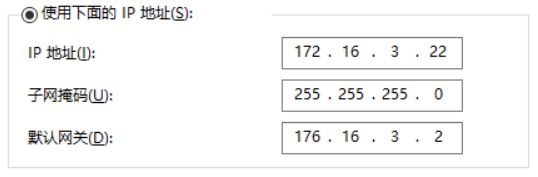 使用下面的 IP 地址(S):
IP 地址(I): 172 . 16 . 3 . 22
子网掩码(U): 255 . 255 . 255 . 0
默认网关(D): 176 . 16 . 3 . 2